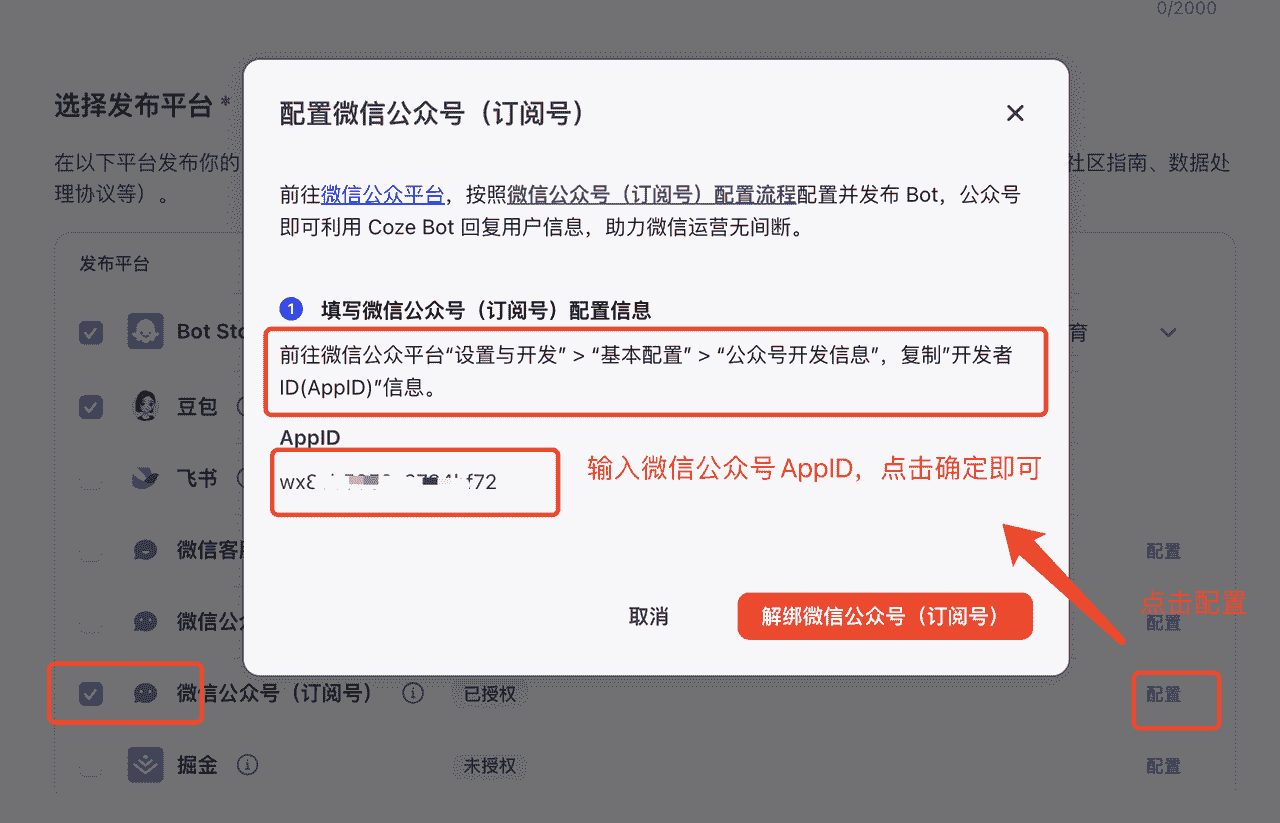 0/2000
选择发布平台 *
在以下平台发布你的
社区指南、数据处
理协议等）。
发布平台
配置微信公众号（订阅号）
前往微信公众平台，按照微信公众号（订阅号）配置流程配置并发布 Bot，公众号
即可利用 Coze Bot 回复用户信息，助力微信运营无间断。
1 填写微信公众号（订阅号）配置信息
前往微信公众平台“设置与开发” > “基本配置” > “公众号开发信息”，复制”开发者
ID(AppID)”信息。
AppID
输入微信公众号 AppID，点击确定即可
取消
解绑微信公众号（订阅号）
Bot
育
豆包
飞书
微信客
配置
点击配置
微信公
配置
微信公众号（订阅号）
已授权
配置
掘金
未授权
配置